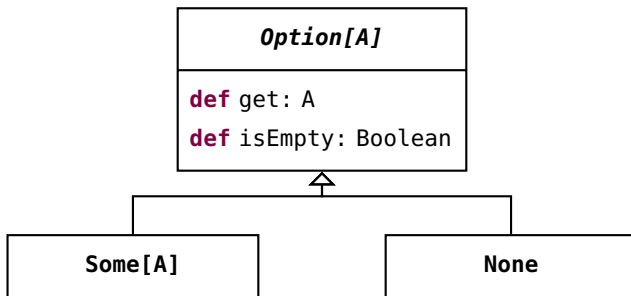 Option[A]
def get: A
def isEmpty: Boolean
Some[A]
None